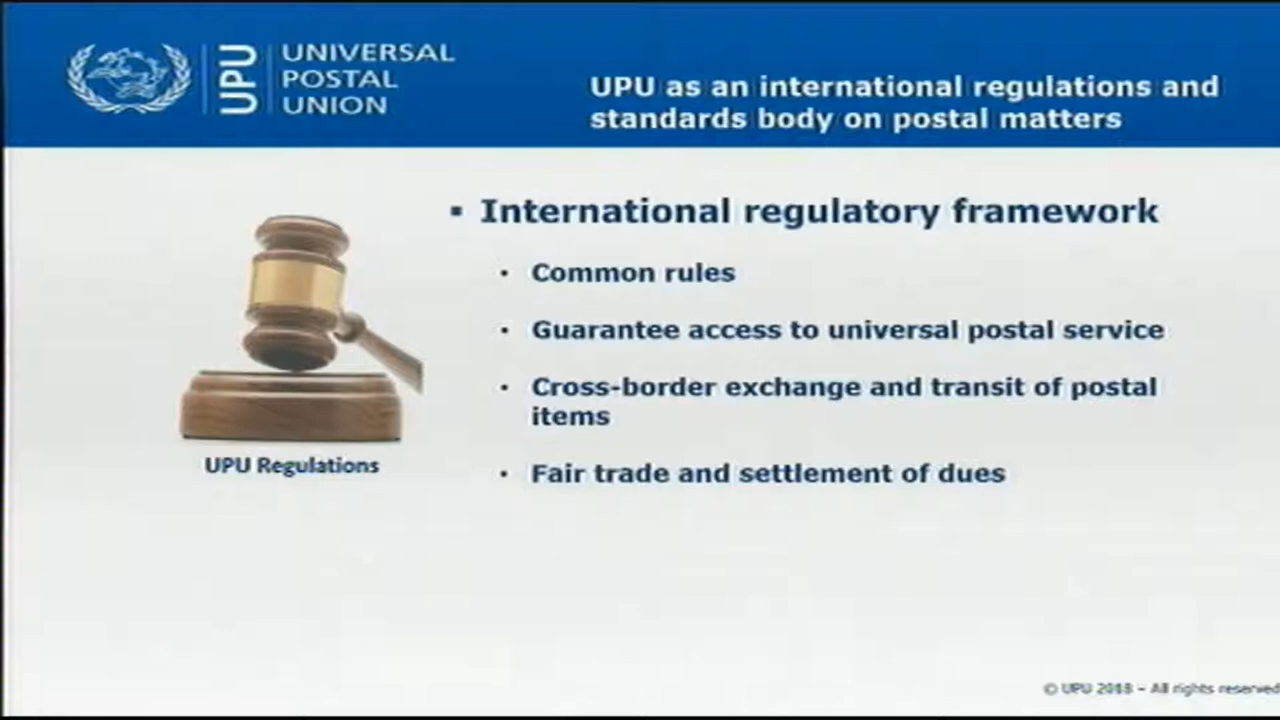 UPU
UNIVERSAL
POSTAL
UNION
UPU as an international regulations and
standards body on postal matters
▪ International regulatory framework
• Common rules
• Guarantee access to universal postal service
• Cross-border exchange and transit of postal
items
• Fair trade and settlement of dues
UPU Regulations
© UPU 2018 – All rights reserved